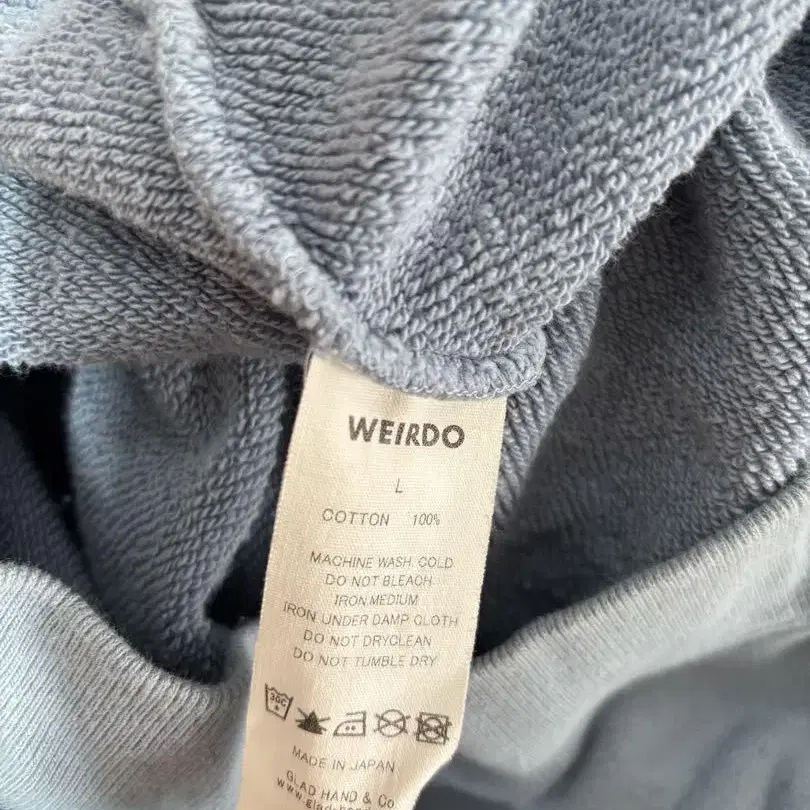 WEIRDO
L
COTTON 100%
MACHINE WASH COLD
DO NOT BLEACH
IRON MEDIUM
IRON UNDER DAMP CLOTH
DO NOT DRYCLEAN
DO NOT TUMBLE DRY
30C
MADE IN JAPAN
GLAD HAND & Co